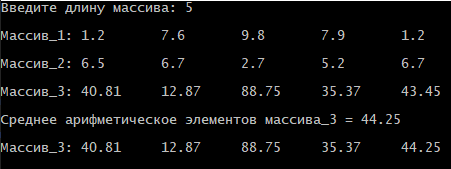 Введите длину массива: 5
Массив_1: 1.2 7.6 9.8 7.9 1.2
Массив_2: 6.5 6.7 2.7 5.2 6.7
Массив_3: 40.81 12.87 88.75 35.37 43.45
Среднее арифметическое элементов массива_3 = 44.25
Массив_3: 40.81 12.87 88.75 35.37 44.25